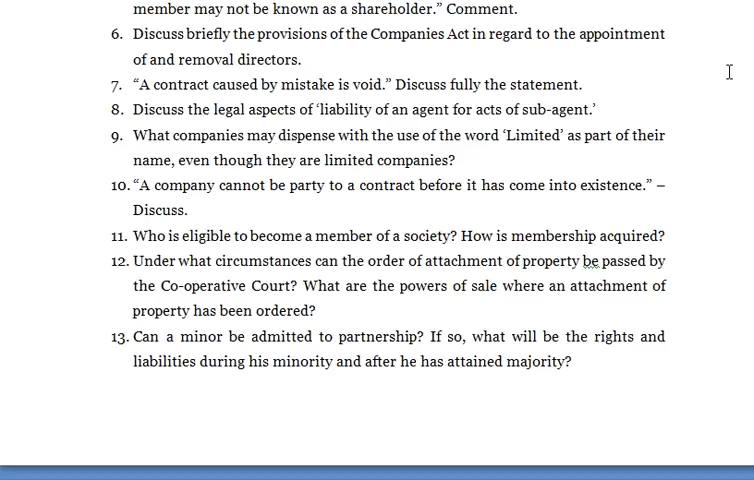 member may not be known as a shareholder.” Comment.
6. Discuss briefly the provisions of the Companies Act in regard to the appointment
of and removal directors.
7. “A contract caused by mistake is void.” Discuss fully the statement.
8. Discuss the legal aspects of ‘liability of an agent for acts of sub-agent.’
9. What companies may dispense with the use of the word ‘Limited’ as part of their
name, even though they are limited companies?
10. “A company cannot be party to a contract before it has come into existence.” –
Discuss.
11. Who is eligible to become a member of a society? How is membership acquired?
12. Under what circumstances can the order of attachment of property be passed by
the Co-operative Court? What are the powers of sale where an attachment of
property has been ordered?
13. Can a minor be admitted to partnership? If so, what will be the rights and
liabilities during his minority and after he has attained majority?